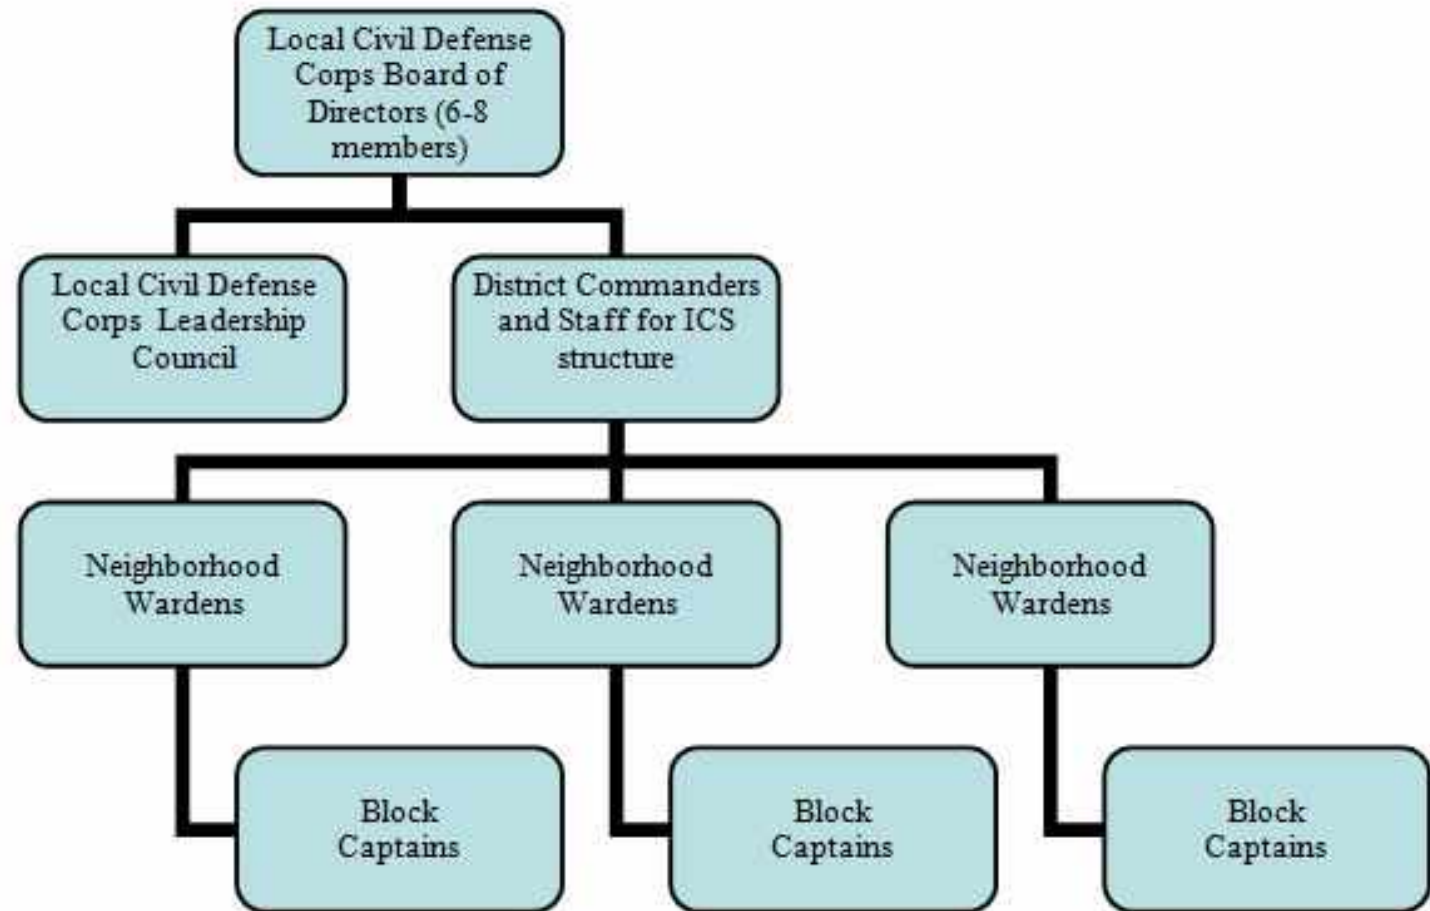 Local Civil Defense
Corps Board of
Directors (6-8
members)
Local Civil Defense
Corps Leadership
Council
District Commanders
and Staff for ICS
structure
Neighborhood
Wardens
Neighborhood
Wardens
Neighborhood
Wardens
Block
Captains
Block
Captains
Block
Captains